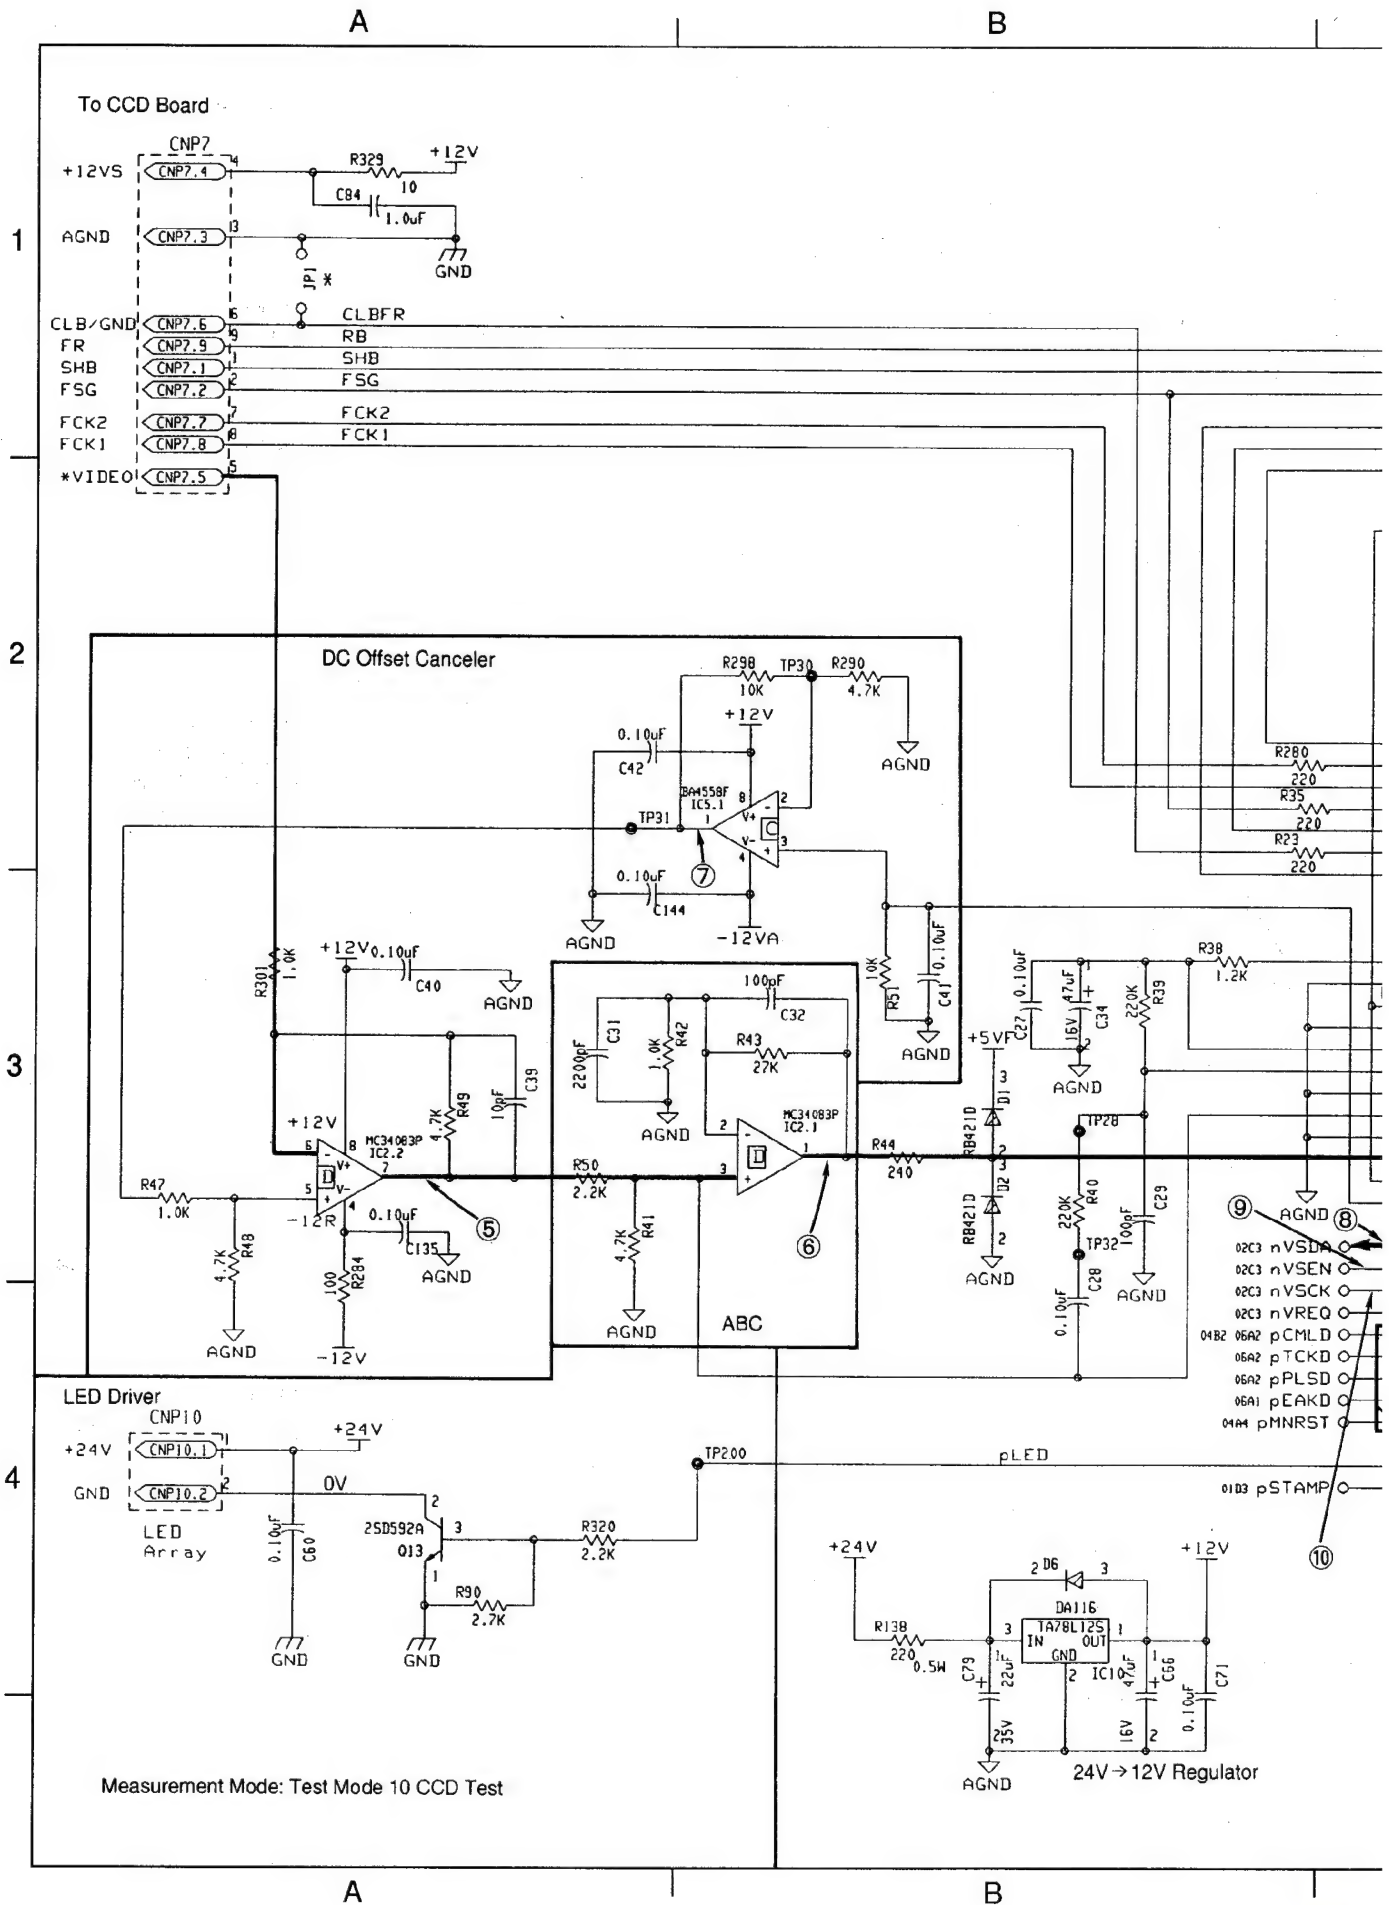 A
B
To CCD Board
CNP7
+12VS
CNP7.4
4
R329
10
+12V
C84
1.0uF
1
AGND
CNP7.3
3
GND
JP1
*
CLB/GND
CNP7.6
6
CLBFR
FR
CNP7.9
9
RB
SHB
CNP7.1
1
SHB
FSG
CNP7.2
2
FSG
FCK2
CNP7.7
7
FCK2
FCK1
CNP7.8
8
FCK1
*VIDEO
CNP7.5
5
2
DC Offset Canceler
R298
10K
TP30
R290
4.7K
+12V
0.10uF
C42
AGND
BA4558F
IC5.1
8
2
-
V+
C
V-
+
3
4
1
TP31
7
0.10uF
C144
AGND
-12VA
R280
220
R35
220
R23
220
R301
1.0K
+12V
0.10uF
C40
AGND
100pF
C32
2200pF
C31
1.0K
R42
R43
27K
AGND
10K
R51
0.10uF
C41
AGND
0.10uF
C27
47uF
16V
C34
1
+
2
AGND
220K
R39
R38
1.2K
3
+5VF
3
D1
RB421D
2
3
D2
RB421D
2
AGND
+12V
6
-
8
V+
D
V-
5
+
4
7
MC34083P
IC2.2
4.7K
R49
10pF
C39
-12R
0.10uF
C135
AGND
100
R284
-12V
5
R47
1.0K
4.7K
R48
AGND
R50
2.2K
4.7K
R41
AGND
2
-
MC34083P
IC2.1
D
3
+
1
6
ABC
R44
240
TP28
220K
R40
TP32
0.10uF
C28
100pF
C29
AGND
AGND
8
9
02C3 nVSDA
02C3 nVSEN
02C3 nVSCK
02C3 nVREQ
04B2 06A2 pCMLD
06A2 pTCKD
06A2 pPLSD
06A1 pEAKD
04A4 pMNRST
01D3 pSTAMP
10
4
LED Driver
CNP10
+24V
CNP10.1
1
+24V
GND
CNP10.2
2
0V
LED
Array
0.10uF
C60
GND
2SD592A
Q13
2
3
1
R90
2.7K
GND
R320
2.2K
TP200
pLED
+24V
R138
220
0.5W
2
D6
3
DA116
3
TA78L12S
IN
OUT
GND
1
2
IC10
+12V
C79
1
+
22uF
2
35V
47uF
1
+
C66
16V
2
0.10uF
C71
AGND
24V→12V Regulator
Measurement Mode: Test Mode 10 CCD Test
A
B